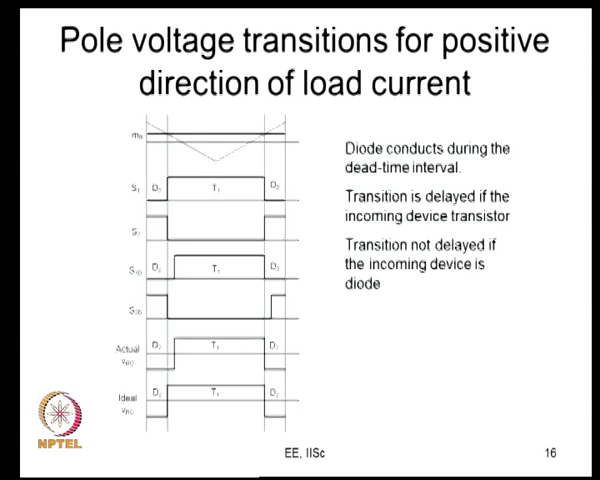 Pole voltage transitions for positive
direction of load current
Diode conducts during the
dead-time interval.
Transition is delayed if the
incoming device transistor
Transition not delayed if
the incoming device is
diode
S₁ D₂ T₁ D₂
S₂
D₂ T₁ D₂
Actual D₂ T₁ D₂
Ideal D₂ T₁ D₂
NPTEL
EE, IISc
16